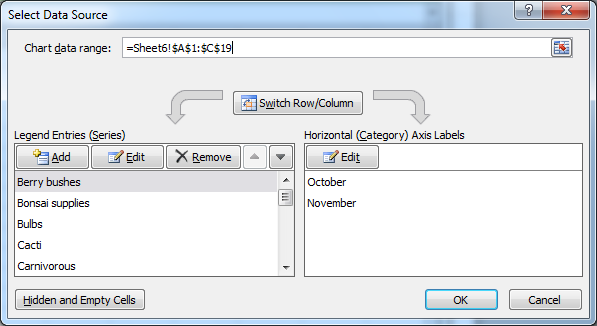 Select Data Source
Chart data range: =Sheet6!$A$1:$C$19
Switch Row/Column
Legend Entries (Series)
Add Edit Remove
Berry bushes
Bonsai supplies
Bulbs
Cacti
Carnivorous
Horizontal (Category) Axis Labels
Edit
October
November
Hidden and Empty Cells
OK Cancel